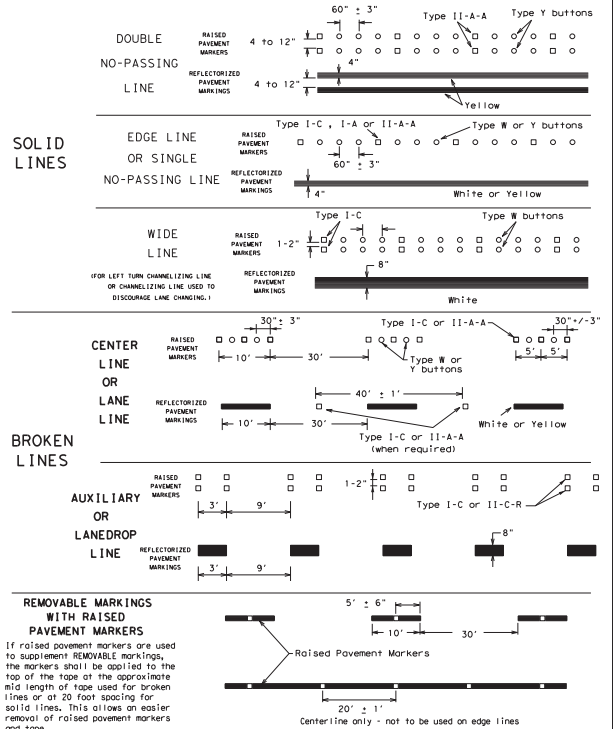 SOLID
LINES
DOUBLE
NO-PASSING
LINE
RAISED
PAVEMENT
MARKERS
4 to 12"
60" ± 3"
Type II-A-A
Type Y buttons
REFLECTORIZED
PAVEMENT
MARKINGS
4 to 12"
4"
Yellow
EDGE LINE
OR SINGLE
NO-PASSING LINE
RAISED
PAVEMENT
MARKERS
Type I-C , I-A or II-A-A
Type W or Y buttons
60" ± 3"
REFLECTORIZED
PAVEMENT
MARKINGS
4"
White or Yellow
WIDE
LINE
(FOR LEFT TURN CHANNELIZING LINE
OR CHANNELIZING LINE USED TO
DISCOURAGE LANE CHANGING.)
RAISED
PAVEMENT
MARKERS
1-2"
Type I-C
Type W buttons
REFLECTORIZED
PAVEMENT
MARKINGS
8"
White
BROKEN
LINES
CENTER
LINE
OR
LANE
LINE
RAISED
PAVEMENT
MARKERS
30"± 3"
10'
30'
Type I-C or II-A-A
Type W or
Y buttons
30"+/-3"
5'
5'
REFLECTORIZED
PAVEMENT
MARKINGS
10'
30'
40' ± 1'
Type I-C or II-A-A
(when required)
White or Yellow
AUXILIARY
OR
LANEDROP
LINE
RAISED
PAVEMENT
MARKERS
3'
9'
1-2"
Type I-C or II-C-R
REFLECTORIZED
PAVEMENT
MARKINGS
3'
9'
8"
REMOVABLE MARKINGS
WITH RAISED
PAVEMENT MARKERS
If raised pavement markers are used
to supplement REMOVABLE markings,
the markers shall be applied to the
top of the tape at the approximate
mid length of tape used for broken
lines or at 20 foot spacing for
solid lines. This allows an easier
removal of raised pavement markers
and tape
5' ± 6"
10'
30'
Raised Pavement Markers
20' ± 1'
Centerline only - not to be used on edge lines